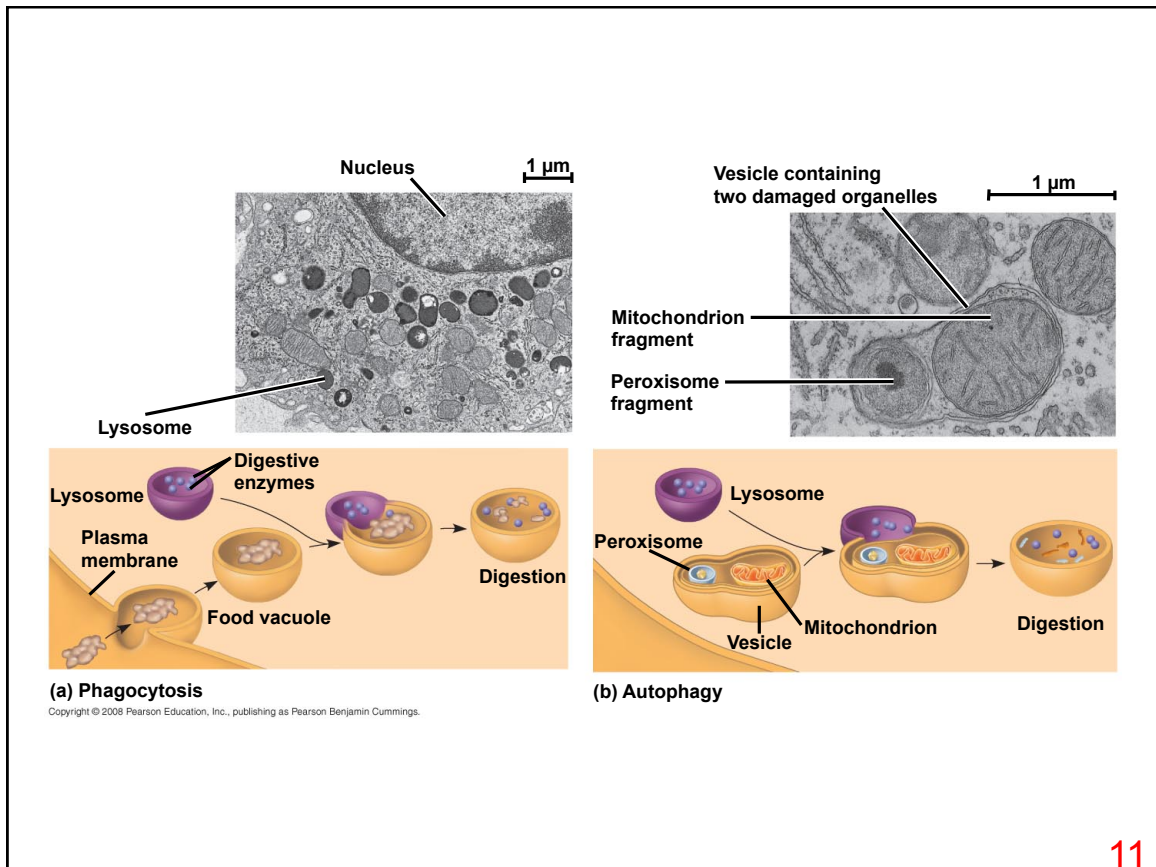 Nucleus
1 µm
Lysosome
Vesicle containing
two damaged organelles
1 µm
Mitochondrion
fragment
Peroxisome
fragment
Lysosome
Digestive
enzymes
Plasma
membrane
Food vacuole
Digestion
(a) Phagocytosis
Lysosome
Peroxisome
Vesicle
Mitochondrion
Digestion
(b) Autophagy
Copyright © 2008 Pearson Education, Inc., publishing as Pearson Benjamin Cummings.
11